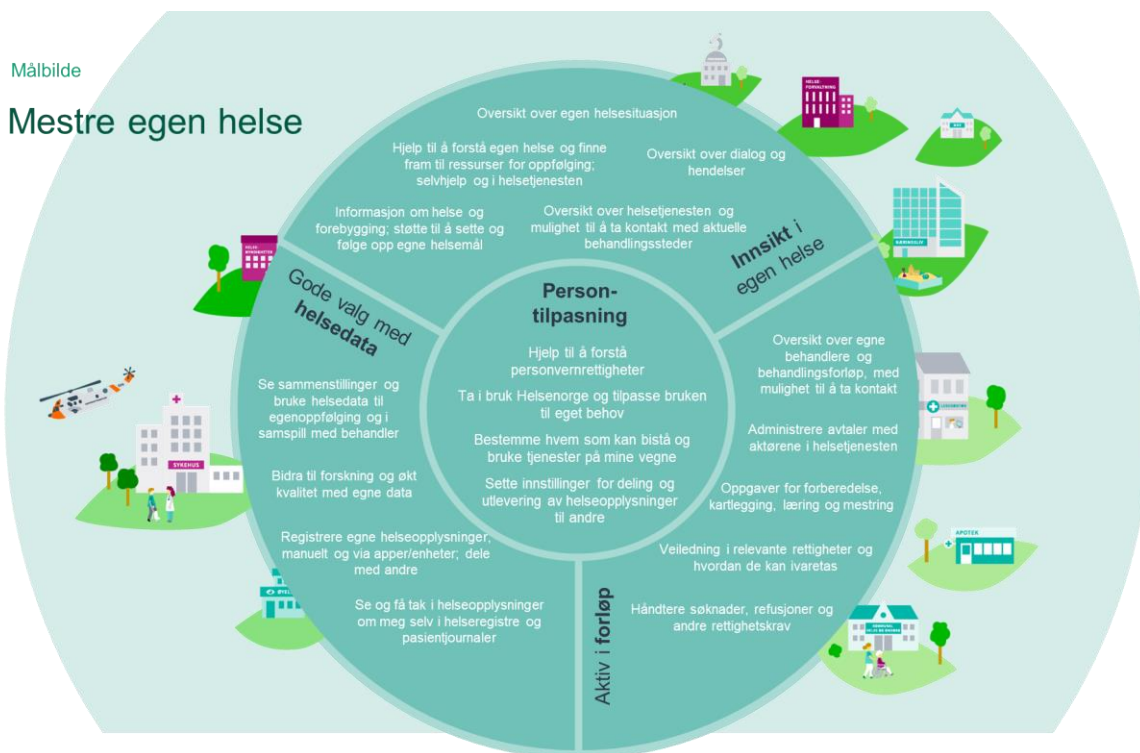 Målbilde
Mestre egen helse
Oversikt over egen helsesituasjon
Hjelp til å forstå egen helse og finne
fram til ressurser for oppfølging;
selvhjelp og i helsetjenesten
Oversikt over dialog og
hendelser
Informasjon om helse og
forebygging; støtte til å sette og
følge opp egne helsemål
Oversikt over helsetjenesten og
mulighet til å ta kontakt med aktuelle
behandlingssteder
Innsikt i
egen helse
Gode valg med
helsedata
Se sammenstillinger og
bruke helsedata til
egenoppfølging og i
samspill med behandler
Bidra til forskning og økt
kvalitet med egne data
Registrere egne helseopplysninger;
manuelt og via apper/enheter; dele
med andre
Se og få tak i helseopplysninger
om meg selv i helseregistre og
pasientjournaler
Person-
tilpasning
Hjelp til å forstå
personvernrettigheter
Ta i bruk Helsenorge og tilpasse bruken
til eget behov
Bestemme hvem som kan bistå og
bruke tjenester på mine vegne
Sette innstillinger for deling og
utlevering av helseopplysninger
til andre
Oversikt over egne
behandlere og
behandlingsforløp, med
mulighet til å ta kontakt
Administrere avtaler med
aktørene i helsetjenesten
Oppgaver for forberedelse,
kartlegging, læring og mestring
Veiledning i relevante rettigheter og
hvordan de kan ivaretas
Håndtere søknader, refusjoner og
andre rettighetskrav
Aktiv i forløp
HELSE-
FORVALTNING
SYKEHUS
APOTEK